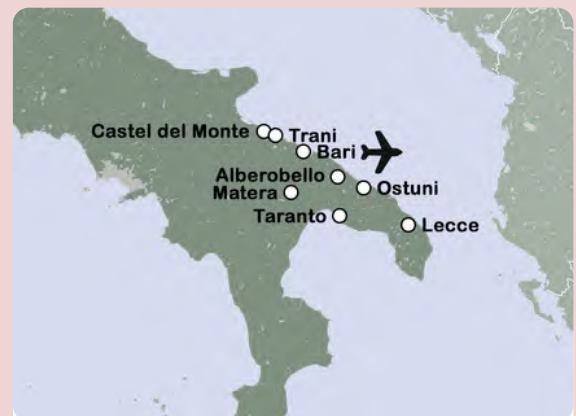 Castel del Monte
Trani
Bari
Alberobello
Ostuni
Matera
Taranto
Lecce